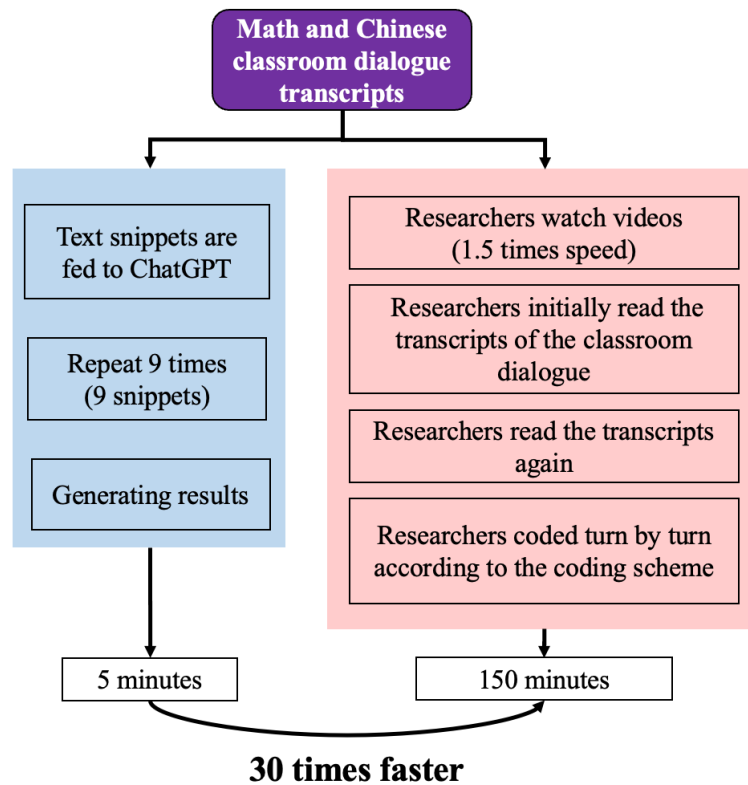 Math and Chinese
classroom dialogue
transcripts
Text snippets are
fed to ChatGPT
Repeat 9 times
(9 snippets)
Generating results
5 minutes
Researchers watch videos
(1.5 times speed)
Researchers initially read the
transcripts of the classroom
dialogue
Researchers read the transcripts
again
Researchers coded turn by turn
according to the coding scheme
150 minutes
30 times faster